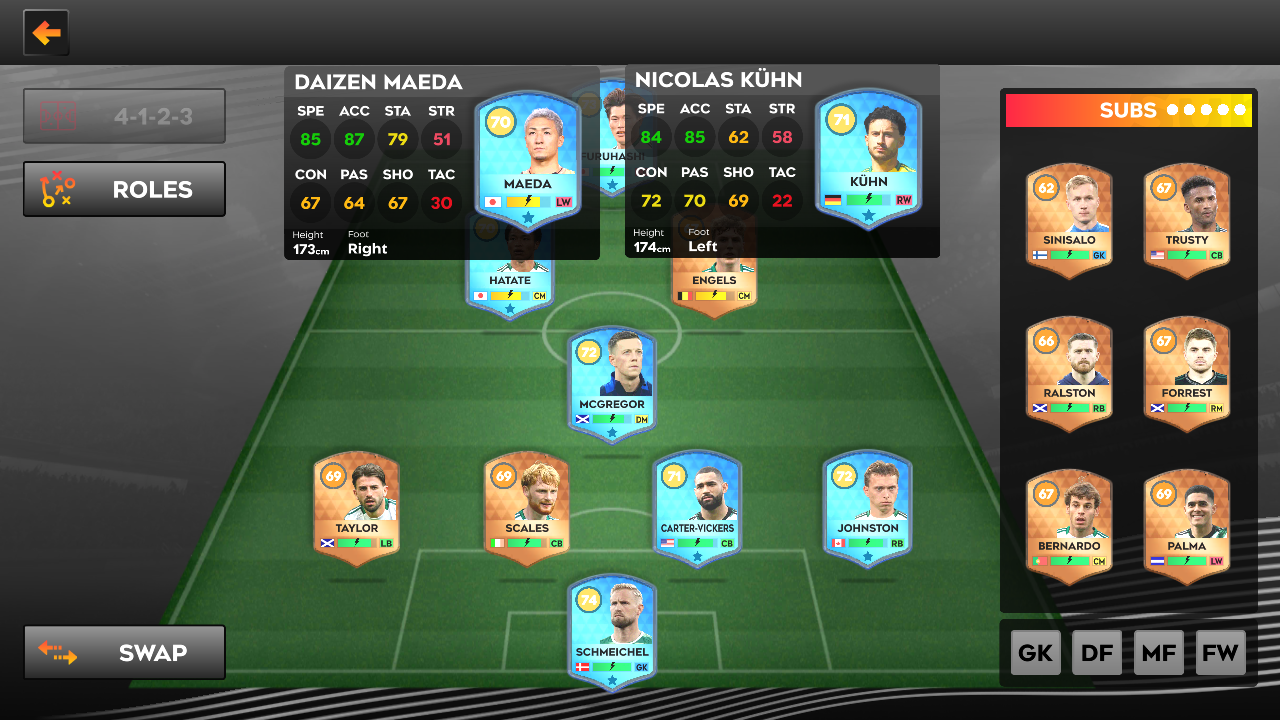 DAIZEN MAEDA
SPE ACC STA STR
85 87 79 51
CON PAS SHO TAC
67 64 67 30
Height Foot
173cm Right
70
MAEDA
LW
FURUHASHI
NICOLAS KÜHN
SPE ACC STA STR
84 85 62 58
CON PAS SHO TAC
72 70 69 22
Height Foot
174cm Left
71
KÜHN
RW
4-1-2-3
ROLES
SUBS
HATATE
CM
ENGELS
CM
72
MCGREGOR
DM
69
TAYLOR
LB
69
SCALES
CB
71
CARTER-VICKERS
CB
72
JOHNSTON
RB
74
SCHMEICHEL
GK
62
SINISALO
GK
67
TRUSTY
CB
66
RALSTON
RB
67
FORREST
RM
67
BERNARDO
CM
69
PALMA
LW
SWAP
GK DF MF FW